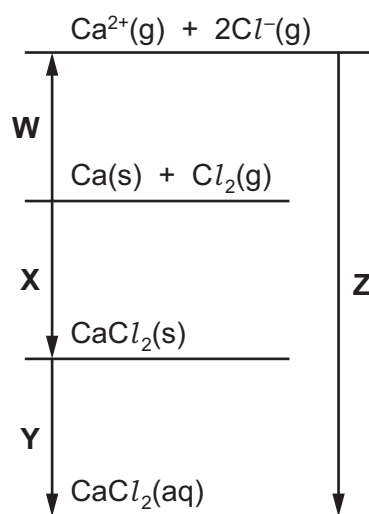 Ca²⁺(g) + 2Cl⁻(g)
W
Ca(s) + Cl₂(g)
X
Z
CaCl₂(s)
Y
CaCl₂(aq)